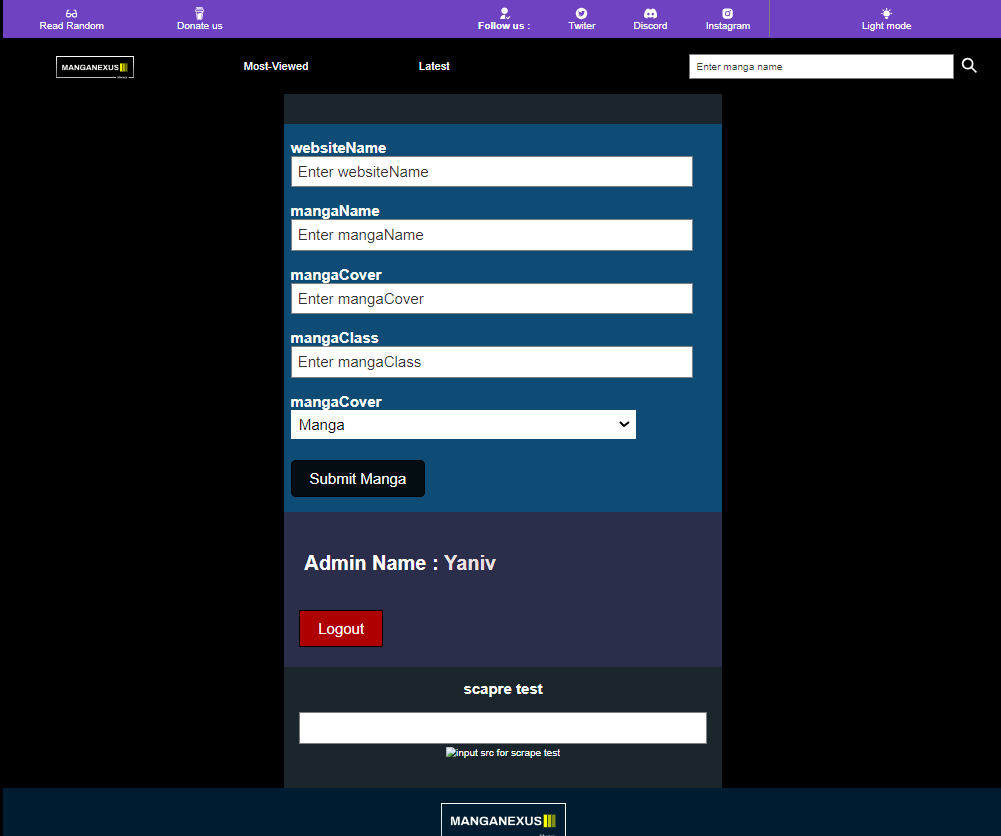 Read Random
Donate us
Follow us :
Twiter
Discord
Instagram
Light mode
MANGANEXUS
Most-Viewed
Latest
Enter manga name
websiteName
Enter websiteName
mangaName
Enter mangaName
mangaCover
Enter mangaCover
mangaClass
Enter mangaClass
mangaCover
Manga
Submit Manga
Admin Name : Yaniv
Logout
scapre test
input src for scrape test
MANGANEXUS